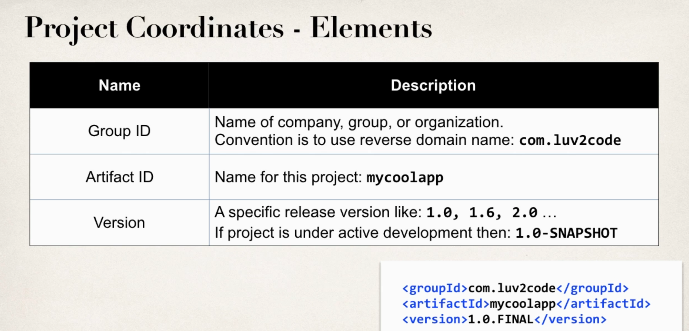 Project Coordinates - Elements
Name Description
Group ID
Name of company, group, or organization.
Convention is to use reverse domain name: com.luv2code
Artifact ID
Name for this project: mycoolapp
Version
A specific release version like: 1.0, 1.6, 2.0 …
If project is under active development then: 1.0-SNAPSHOT
<groupId>com.luv2code</groupId>
<artifactId>mycoolapp</artifactId>
<version>1.0.FINAL</version>